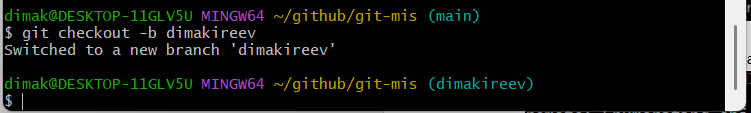 dimak@DESKTOP-11GLV5U MINGW64 ~/github/git-mis (main)
$ git checkout -b dimakireev
Switched to a new branch 'dimakireev'
dimak@DESKTOP-11GLV5U MINGW64 ~/github/git-mis (dimakireev)
$